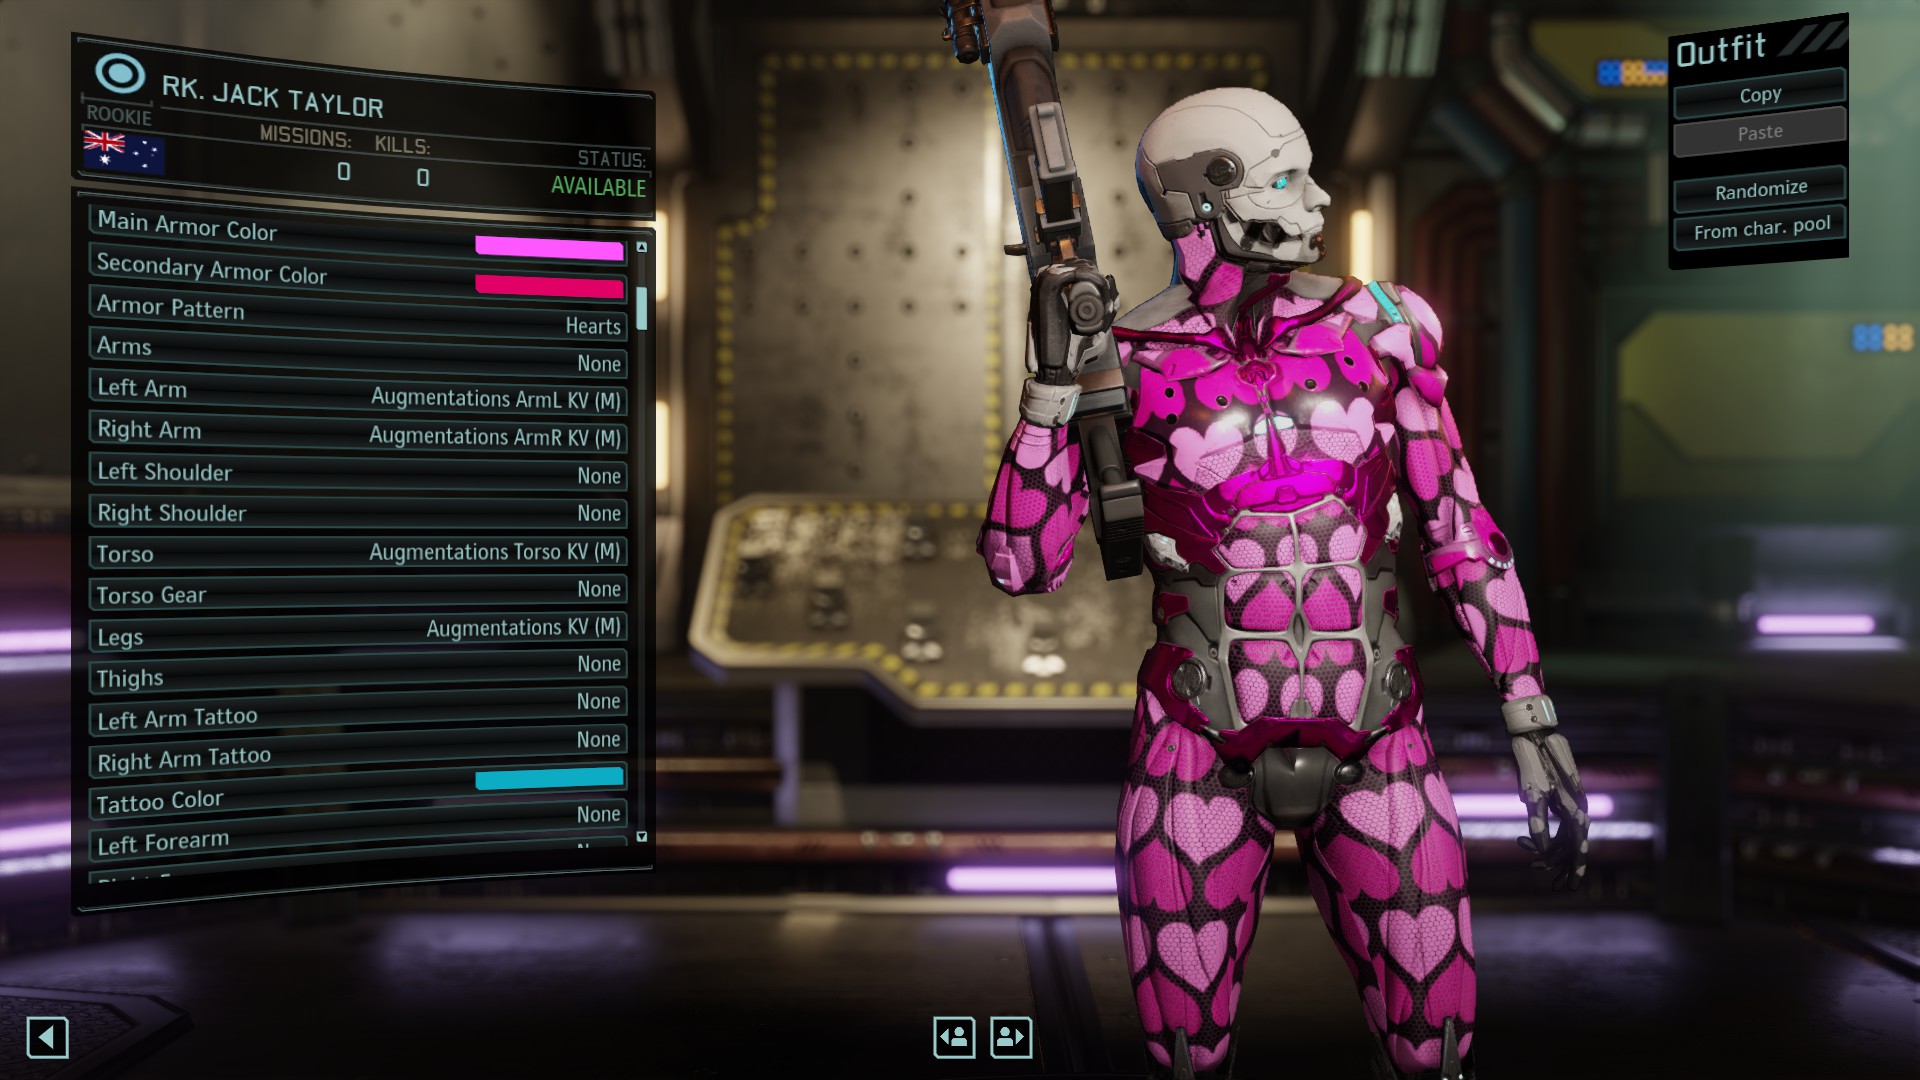 RK. JACK TAYLOR
ROOKIE
MISSIONS: KILLS:
0 0
STATUS:
AVAILABLE
Main Armor Color
Secondary Armor Color
Armor Pattern Hearts
Arms None
Left Arm Augmentations ArmL KV (M)
Right Arm Augmentations ArmR KV (M)
Left Shoulder None
Right Shoulder None
Torso Augmentations Torso KV (M)
Torso Gear None
Legs Augmentations KV (M)
Thighs None
Left Arm Tattoo None
Right Arm Tattoo None
Tattoo Color
Left Forearm None
Outfit
Copy
Paste
Randomize
From char. pool